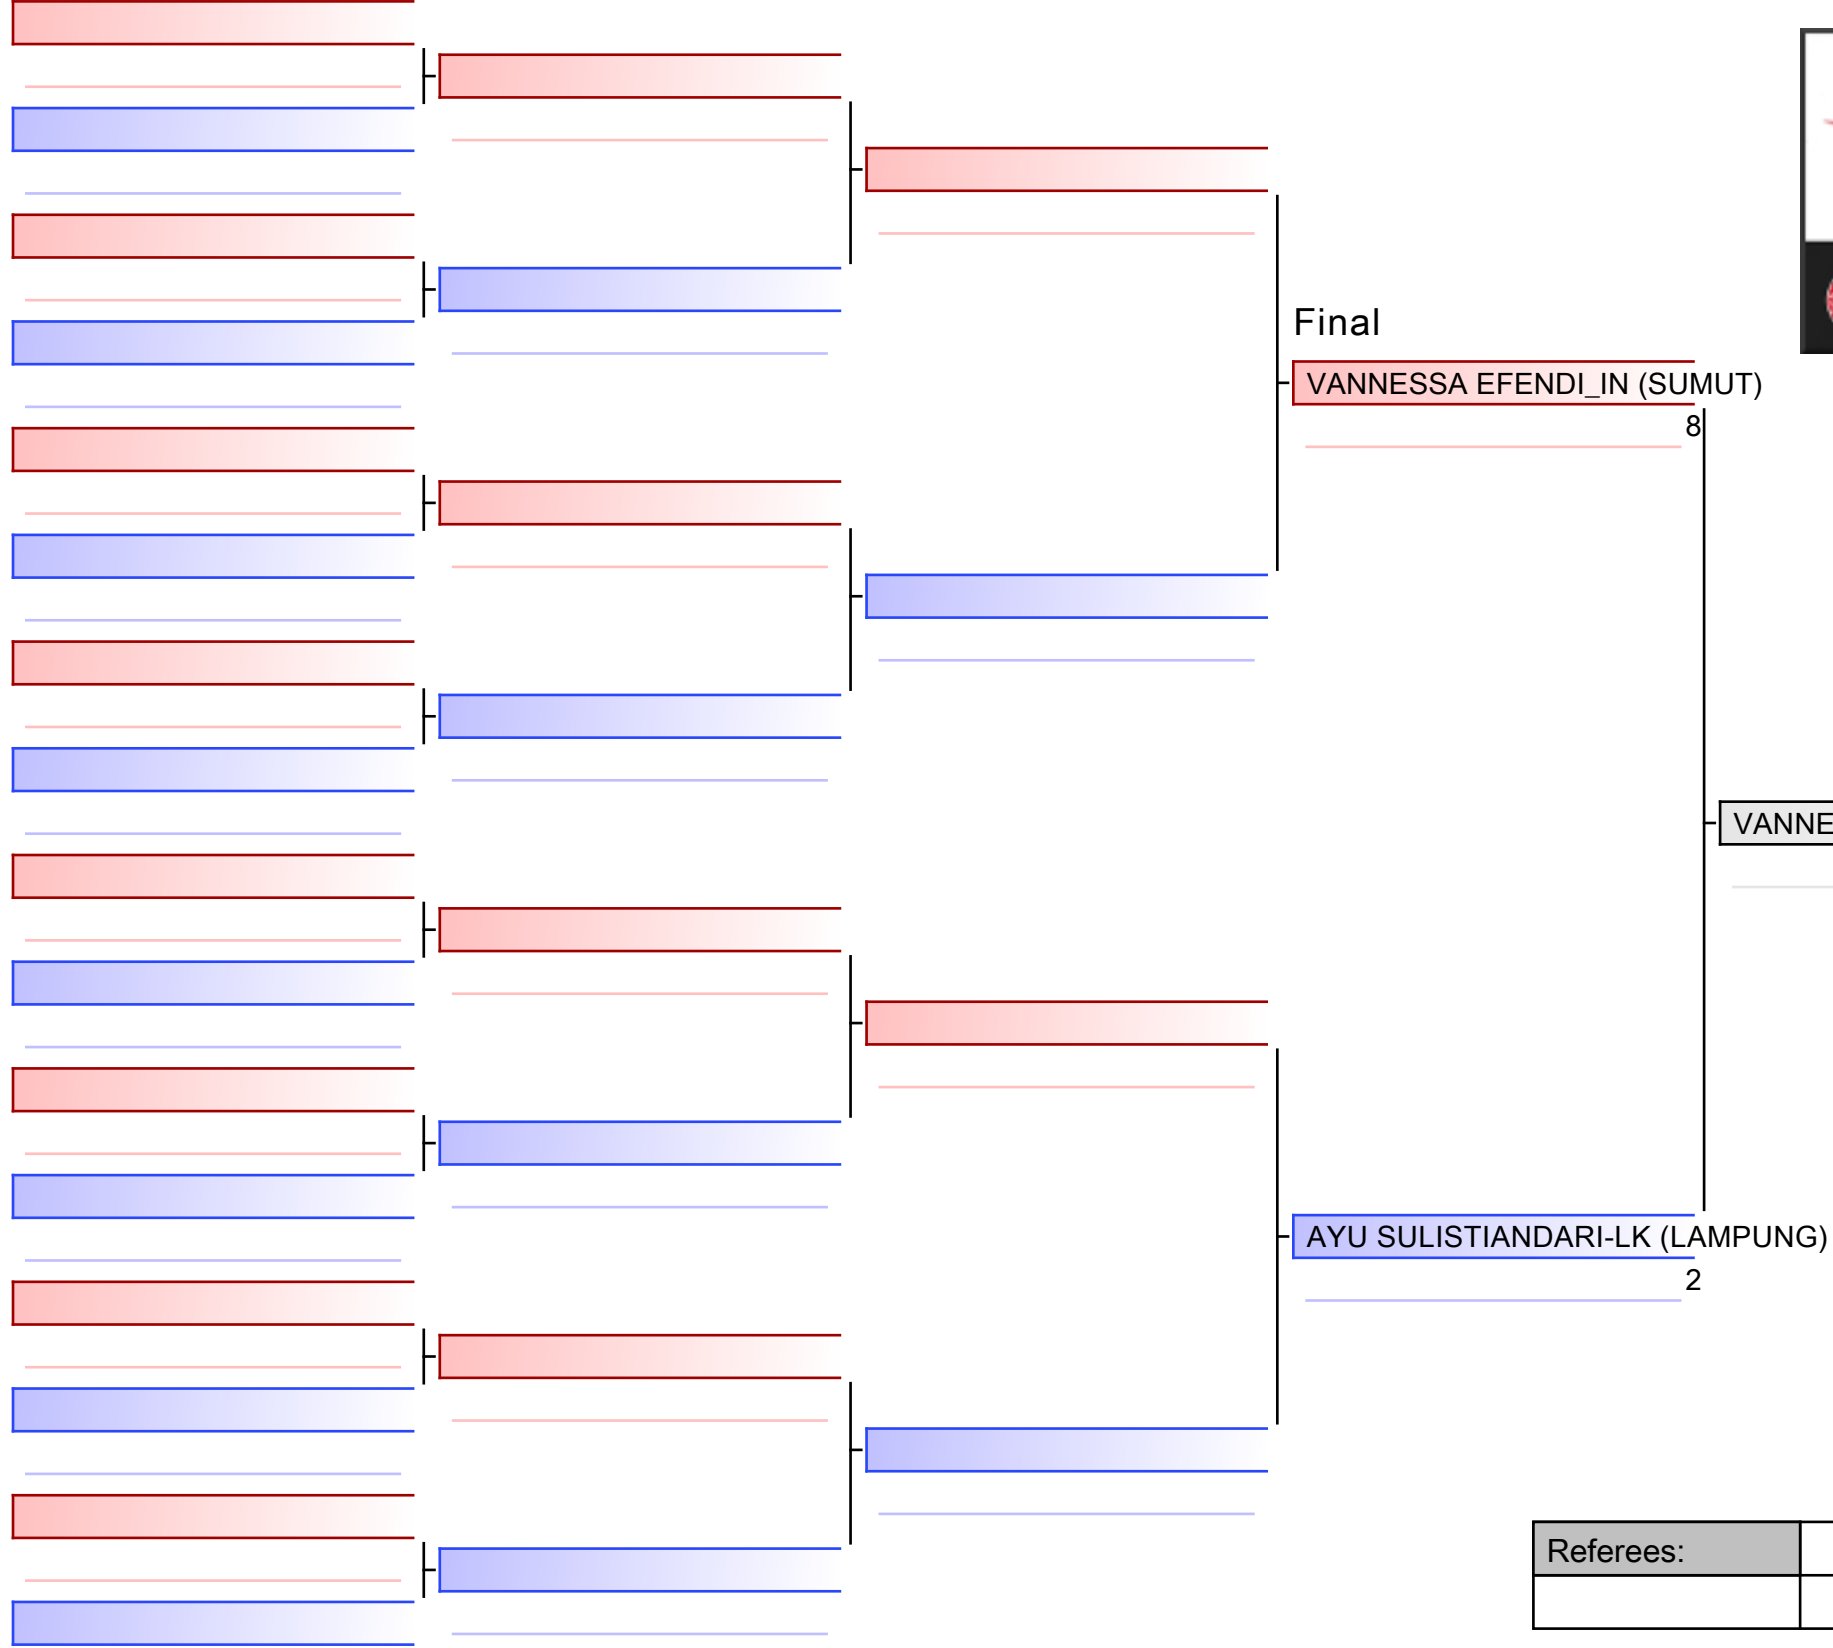 Final
VANNESSA EFENDI_IN (SUMUT)
8
VANNE
AYU SULISTIANDARI-LK (LAMPUNG)
2
Referees: